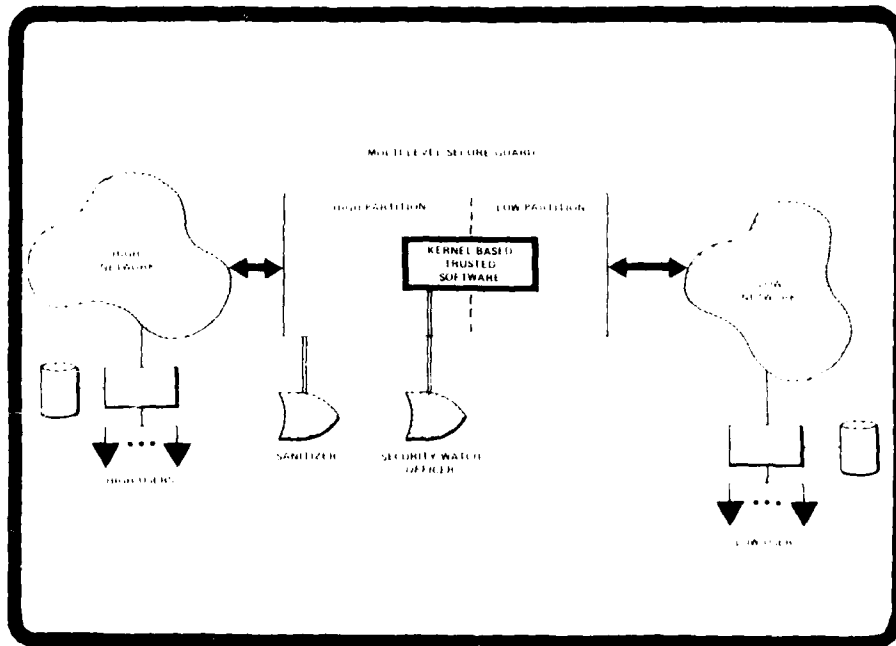 MULTILEVEL SECURE GUARD
HIGH PARTITION
LOW PARTITION
KERNEL BASED
TRUSTED
SOFTWARE
HIGH
NETWORK
LOW
NETWORK
SANITIZER
SECURITY WATCH
OFFICER
HIGH USERS
LOW USER